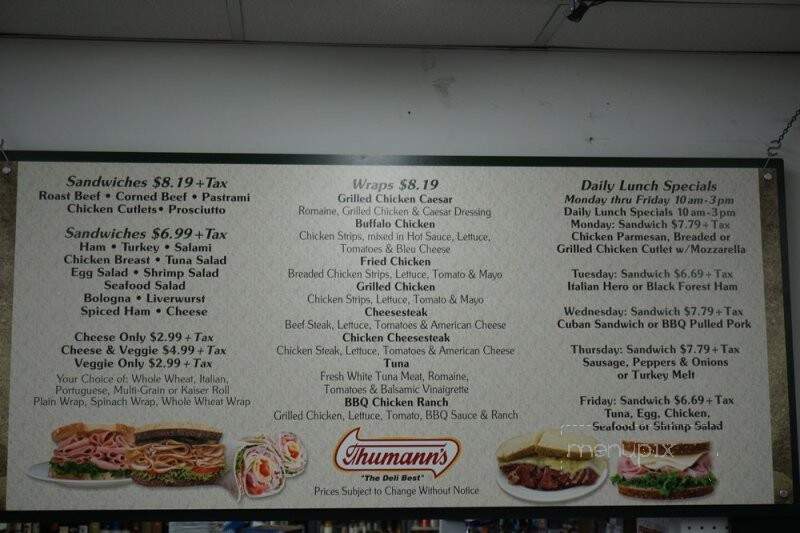 Sandwiches $8.19 + Tax
Roast Beef • Corned Beef • Pastrami
Chicken Cutlets • Prosciutto
Sandwiches $6.99 + Tax
Ham • Turkey • Salami
Chicken Breast • Tuna Salad
Egg Salad • Shrimp Salad
Seafood Salad
Bologna • Liverwurst
Spiced Ham • Cheese
Cheese Only $2.99 + Tax
Cheese & Veggie $4.99 + Tax
Veggie Only $2.99 + Tax
Your Choice of: Whole Wheat, Italian,
Portuguese, Multi-Grain or Kaiser Roll
Plain Wrap, Spinach Wrap, Whole Wheat Wrap
Wraps $8.19
Grilled Chicken Caesar
Romaine, Grilled Chicken & Caesar Dressing
Buffalo Chicken
Chicken Strips, mixed in Hot Sauce, Lettuce,
Tomatoes & Bleu Cheese
Fried Chicken
Breaded Chicken Strips, Lettuce, Tomato & Mayo
Grilled Chicken
Chicken Strips, Lettuce, Tomato & Mayo
Cheesesteak
Beef Steak, Lettuce, Tomatoes & American Cheese
Chicken Cheesesteak
Chicken Steak, Lettuce, Tomatoes & American Cheese
Tuna
Fresh White Tuna Meat, Romaine,
Tomatoes & Balsamic Vinaigrette
BBQ Chicken Ranch
Grilled Chicken, Lettuce, Tomato, BBQ Sauce & Ranch
Thumann's
"The Deli Best"
Prices Subject to Change Without Notice
Daily Lunch Specials
Monday thru Friday 10am-3pm
Daily Lunch Specials 10am-3pm
Monday: Sandwich $7.79 + Tax
Chicken Parmesan, Breaded or
Grilled Chicken Cutlet w/Mozzarella
Tuesday: Sandwich $6.69 + Tax
Italian Hero or Black Forest Ham
Wednesday: Sandwich $7.79 + Tax
Cuban Sandwich or BBQ Pulled Pork
Thursday: Sandwich $7.79 + Tax
Sausage, Peppers & Onions
or Turkey Melt
Friday: Sandwich $6.69 + Tax
Tuna, Egg, Chicken,
Seafood or Shrimp Salad
menupix